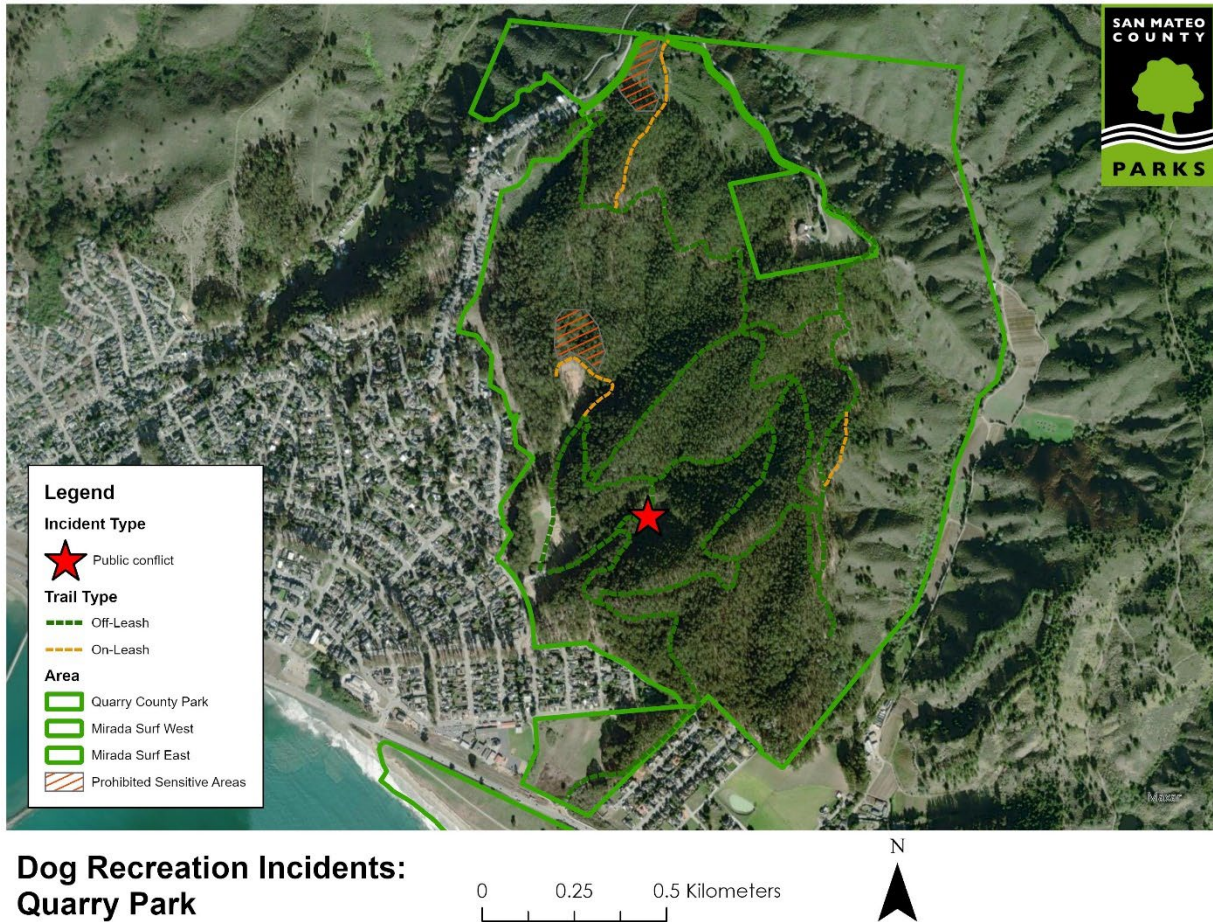 SAN MATEO
COUNTY
PARKS
Legend
Incident Type
Public conflict
Trail Type
Off-Leash
On-Leash
Area
Quarry County Park
Mirada Surf West
Mirada Surf East
Prohibited Sensitive Areas
Maxar
Dog Recreation Incidents:
Quarry Park
0 0.25 0.5 Kilometers
N